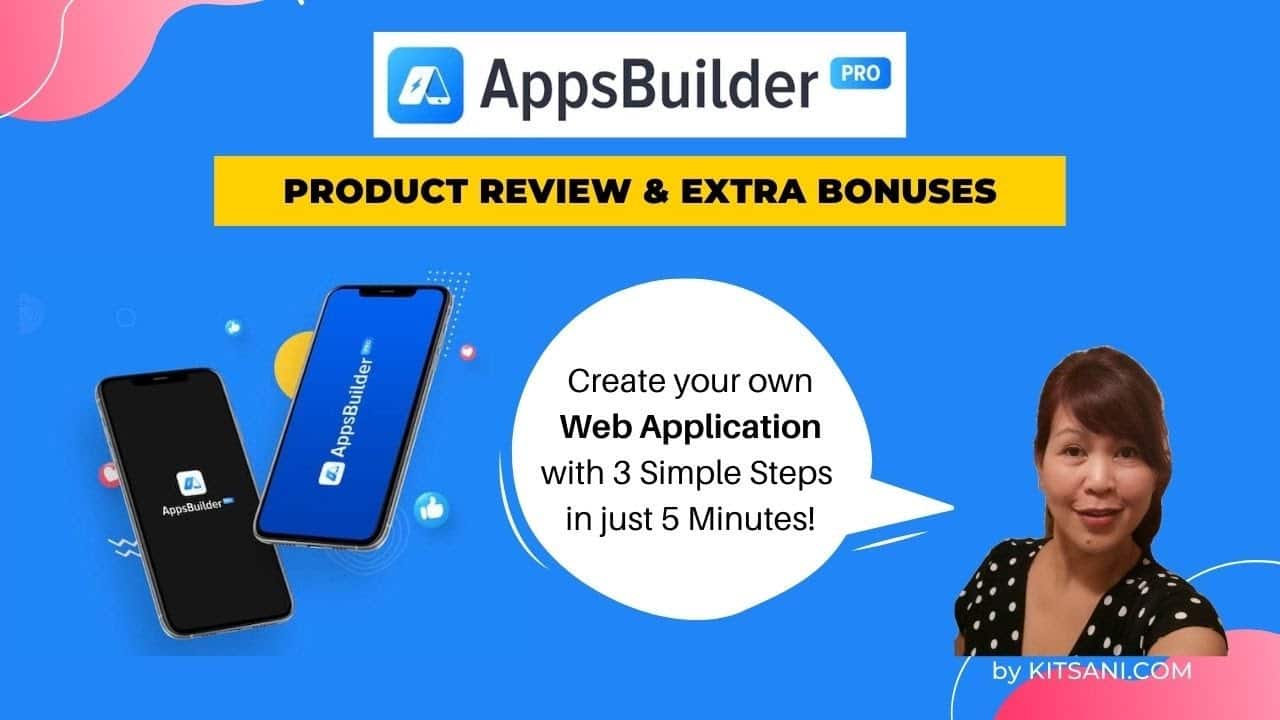 AppsBuilder PRO
PRODUCT REVIEW & EXTRA BONUSES
AppsBuilder PRO
AppsBuilder
Create your own
Web Application
with 3 Simple Steps
in just 5 Minutes!
by KITSANI.COM